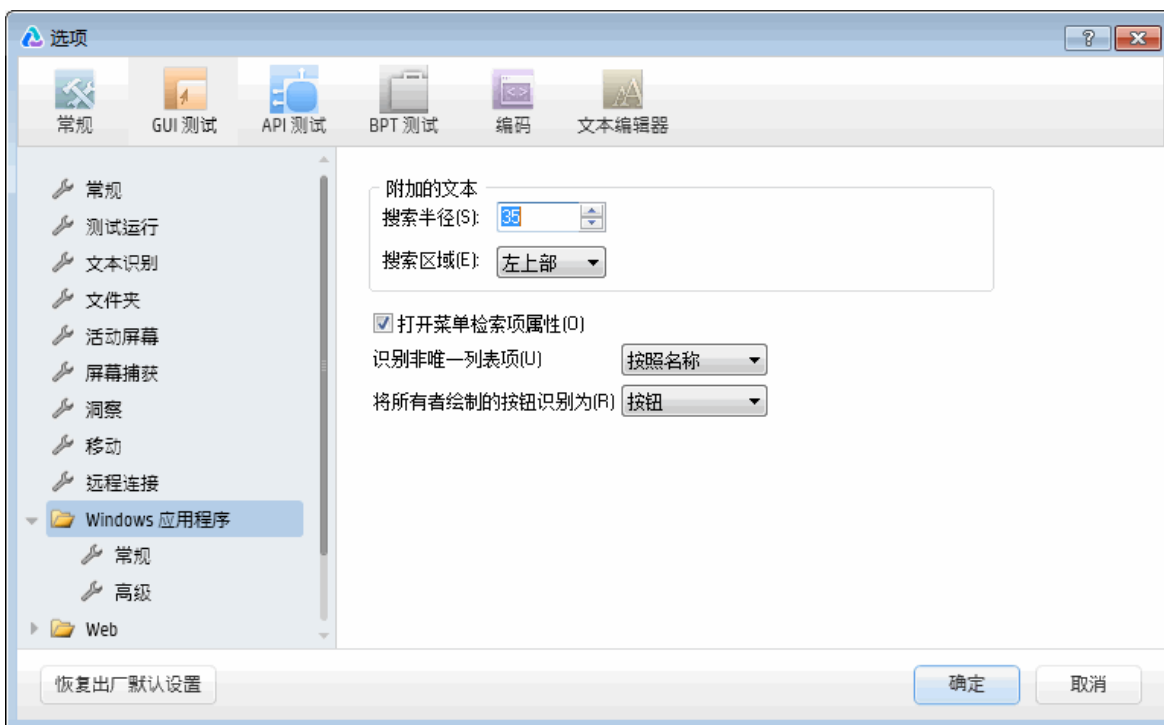 选项
常规
GUI 测试
API 测试
BPT 测试
编码
文本编辑器
常规
测试运行
文本识别
文件夹
活动屏幕
屏幕捕获
洞察
移动
远程连接
Windows 应用程序
常规
高级
Web
附加的文本
搜索半径(S): 35
搜索区域(E): 左上部
打开菜单检索项属性(O)
识别非唯一列表项(U) 按照名称
将所有者绘制的按钮识别为(R) 按钮
恢复出厂默认设置
确定
取消